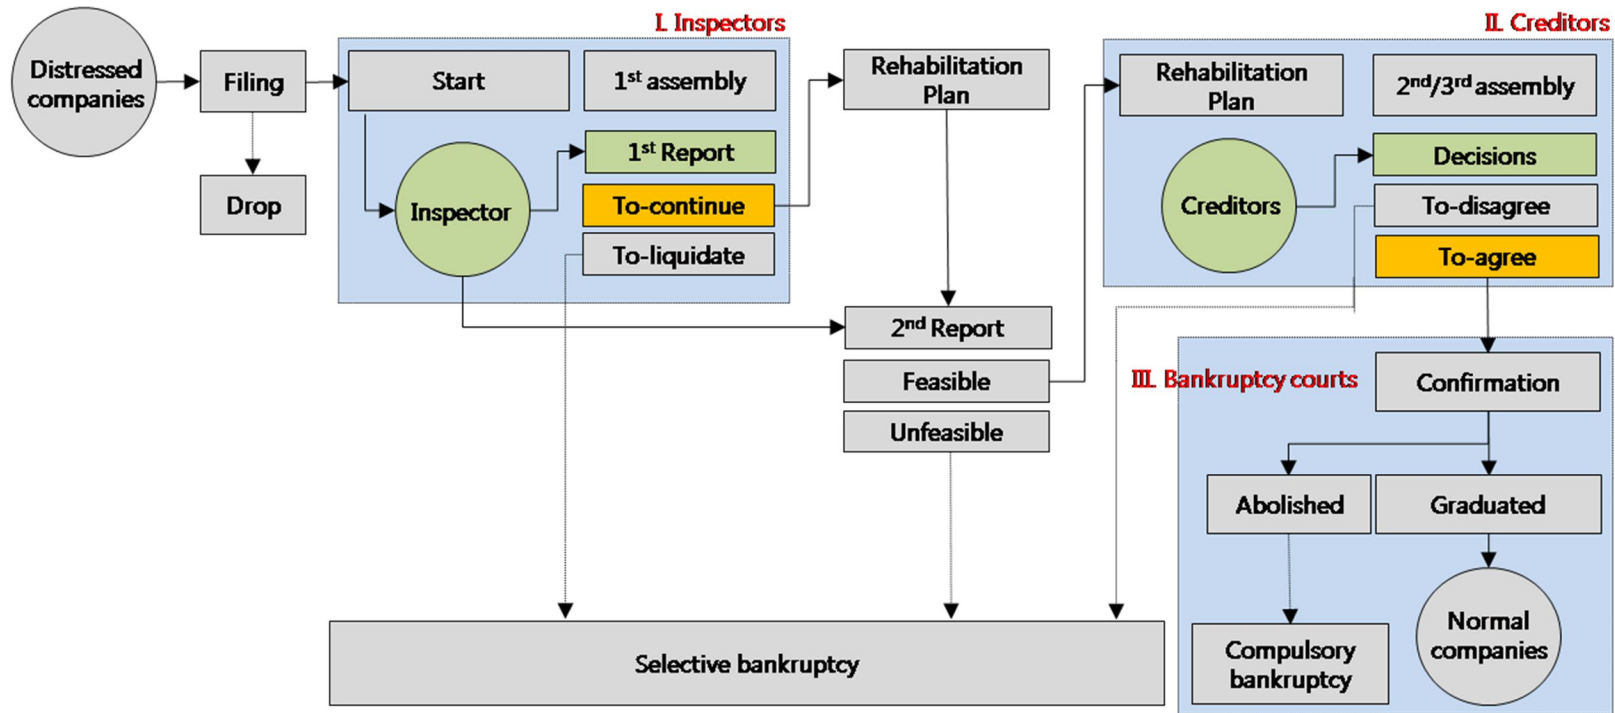 I. Inspectors
II. Creditors
Distressed
companies
Filing
Drop
Start
1st assembly
Inspector
1st Report
To-continue
To-liquidate
Rehabilitation
Plan
2nd Report
Feasible
Unfeasible
Rehabilitation
Plan
2nd/3rd assembly
Creditors
Decisions
To-disagree
To-agree
III. Bankruptcy courts
Confirmation
Abolished
Graduated
Compulsory
bankruptcy
Normal
companies
Selective bankruptcy